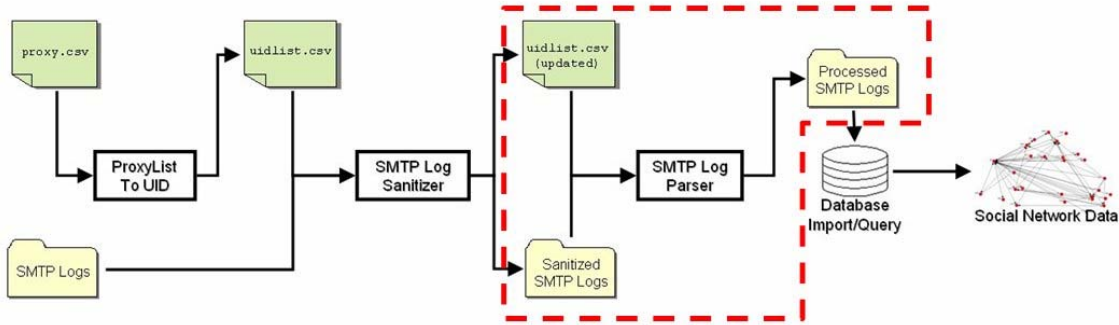 proxy.csv
uidlist.csv
uidlist.csv
(updated)
Processed
SMTP Logs
ProxyList
To UID
SMTP Log
Sanitizer
SMTP Log
Parser
Database
Import/Query
Social Network Data
SMTP Logs
Sanitized
SMTP Logs